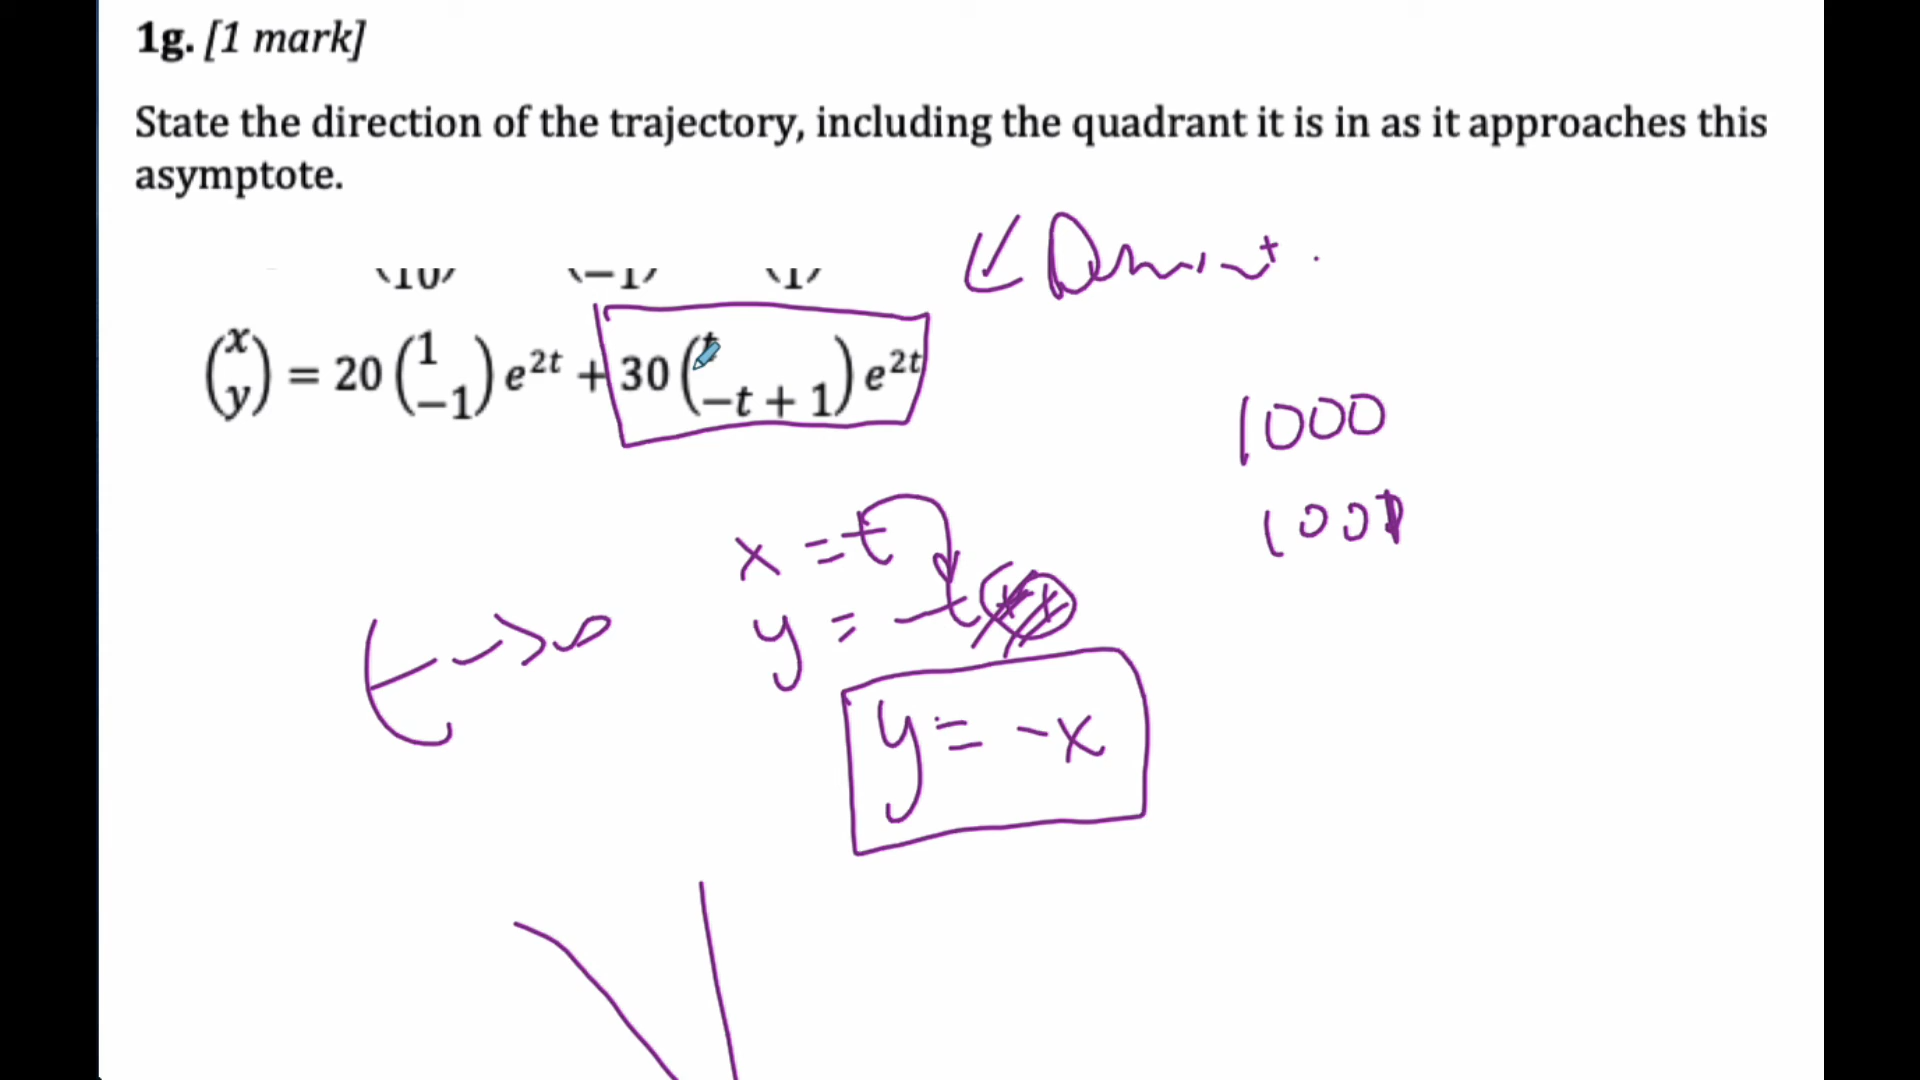 1g. [1 mark]
State the direction of the trajectory, including the quadrant it is in as it approaches this
asymptote.
(x y) = 20 (1 −1) e^{2t} + 30 (t −t + 1) e^{2t}
1000
1001
x = t
y = −t
t → ∞
y = −x